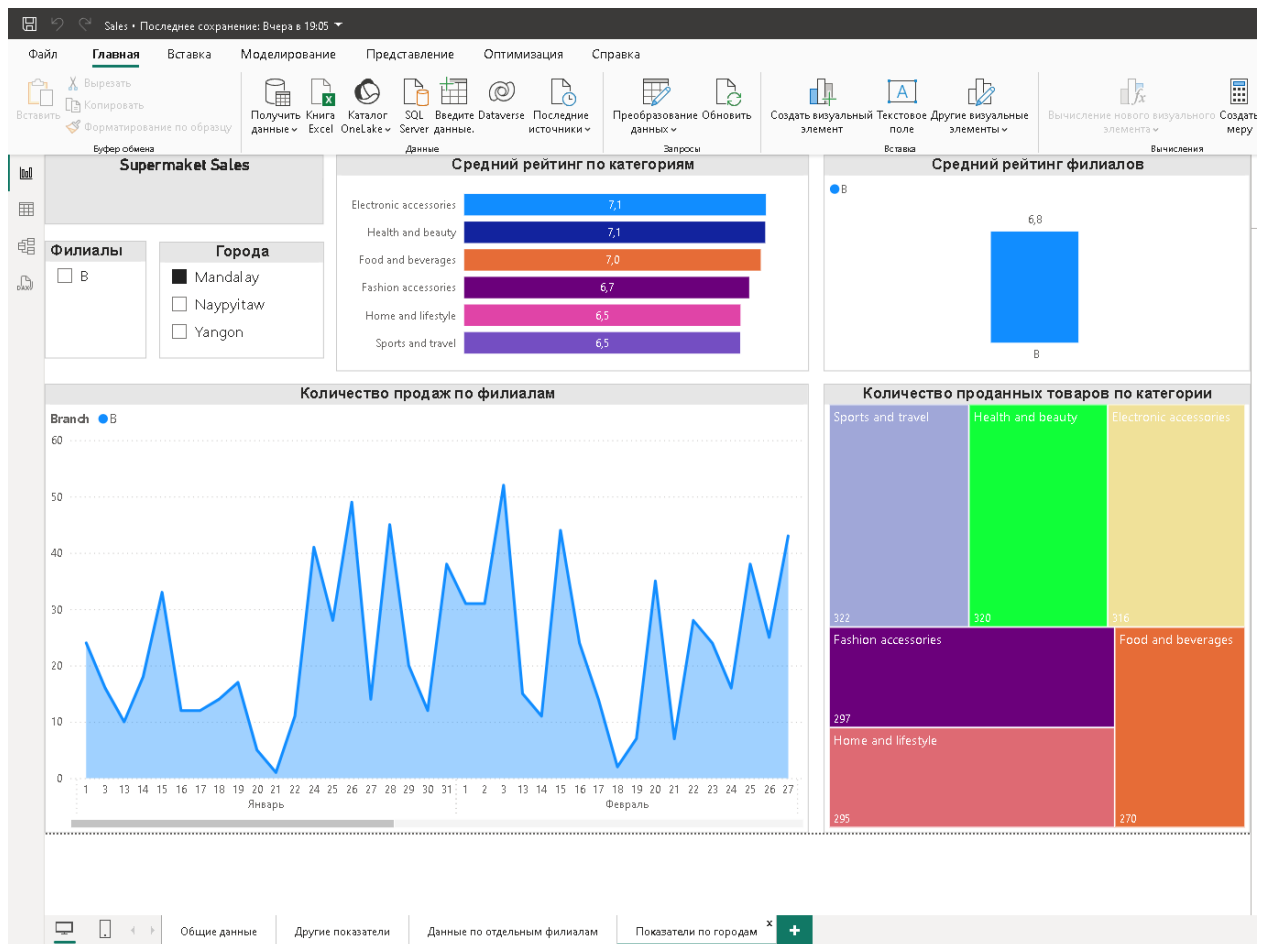 Sales • Последнее сохранение: Вчера в 19:05
Файл Главная Вставка Моделирование Представление Оптимизация Справка
Вставить
Вырезать
Копировать
Форматирование по образцу
Буфер обмена
Получить данные
Книга Excel
Каталог OneLake
SQL Server
Введите данные.
Dataverse
Последние источники
Данные
Преобразование данных
Обновить
Запросы
Создать визуальный элемент
Текстовое поле
Другие визуальные элементы
Вставка
Вычисление нового визуального элемента
Создать меру
Вычисления
Supermaket Sales
Филиалы
B
Города
Mandalay
Naypyitaw
Yangon
Средний рейтинг по категориям
Electronic accessories 7,1
Health and beauty 7,1
Food and beverages 7,0
Fashion accessories 6,7
Home and lifestyle 6,5
Sports and travel 6,5
Средний рейтинг филиалов
B
6,8
B
Количество продаж по филиалам
Branch B
60
50
40
30
20
10
0
1 3 13 14 15 16 17 18 19 20 21 22 24 25 26 27 28 29 30 31 1 2 3 13 14 15 16 17 18 19 20 21 22 23 24 25 26 27
Январь Февраль
Количество проданных товаров по категории
Sports and travel
322
Health and beauty
320
Electronic accessories
316
Fashion accessories
297
Home and lifestyle
295
Food and beverages
270
Общие данные Другие показатели Данные по отдельным филиалам Показатели по городам x +